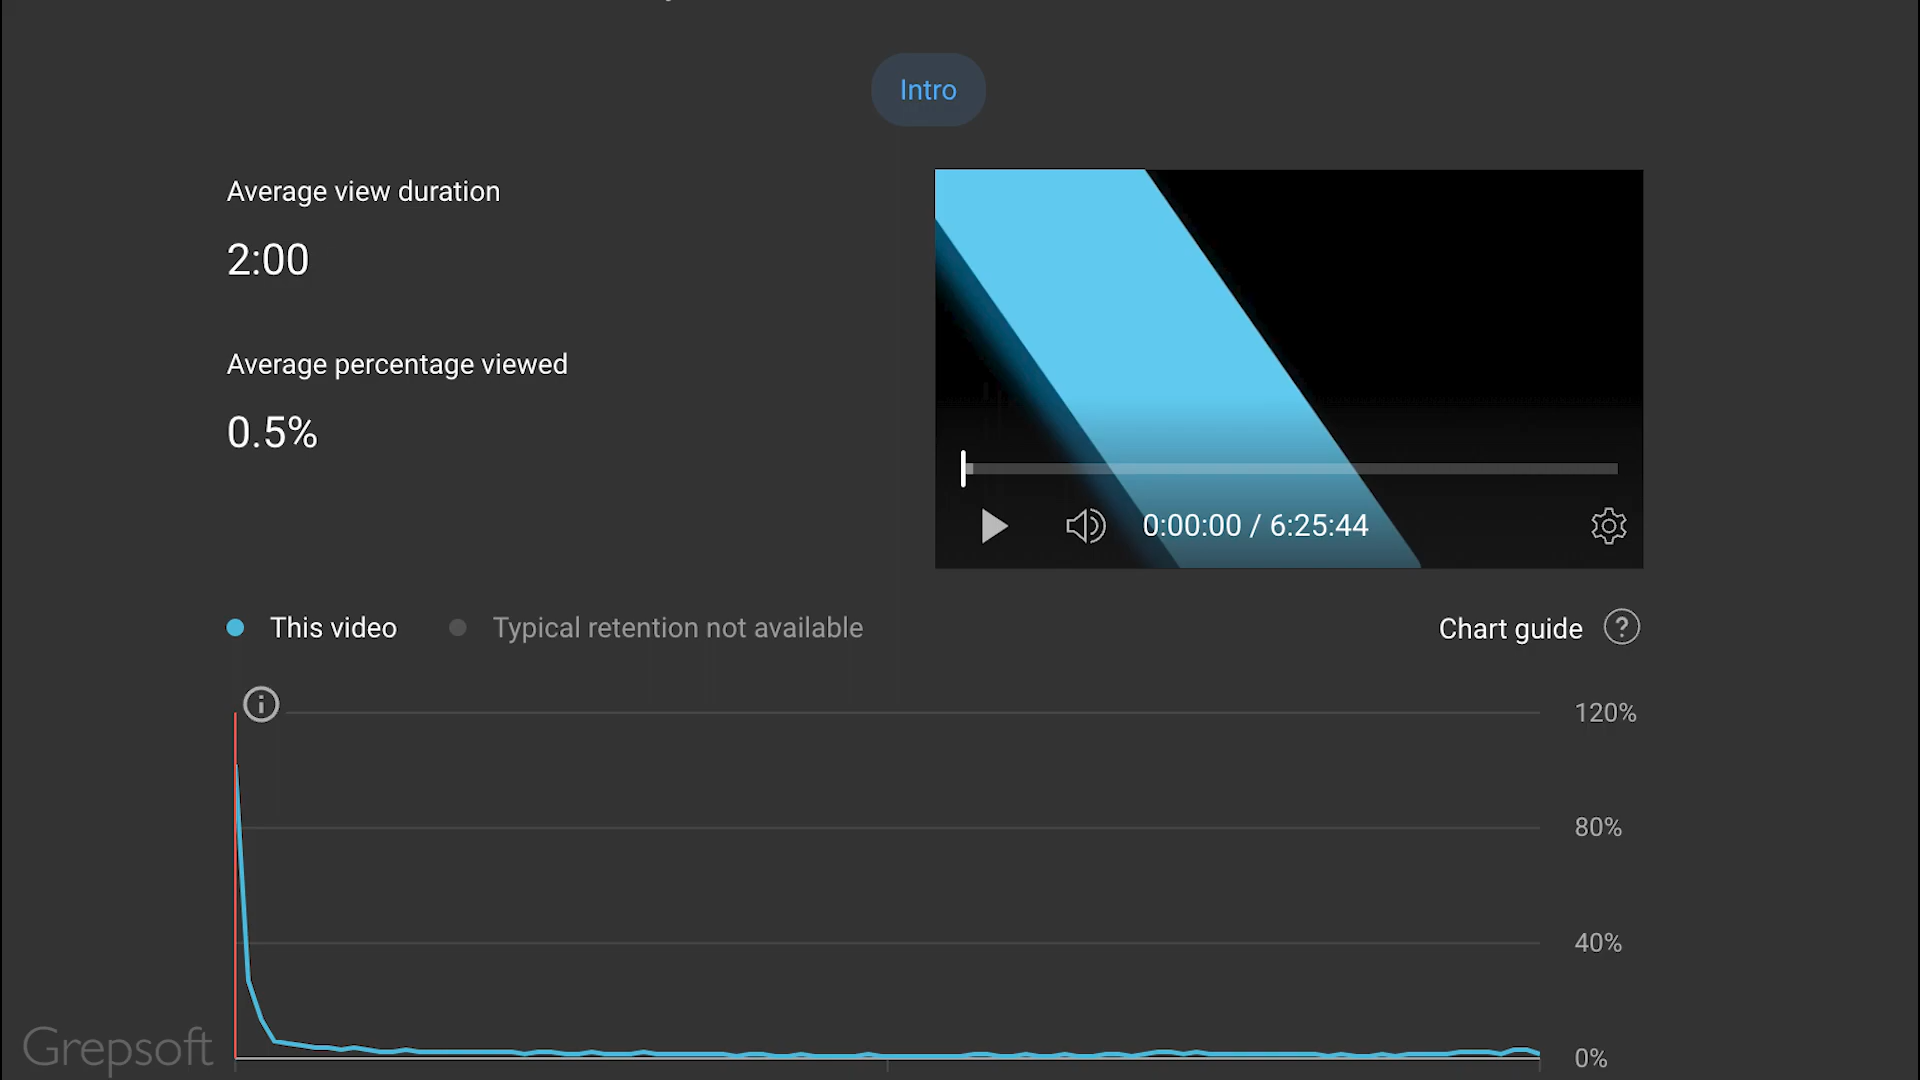 Intro
Average view duration
2:00
Average percentage viewed
0.5%
0:00:00 / 6:25:44
This video
Typical retention not available
Chart guide ?
120%
80%
40%
0%
Grepsoft